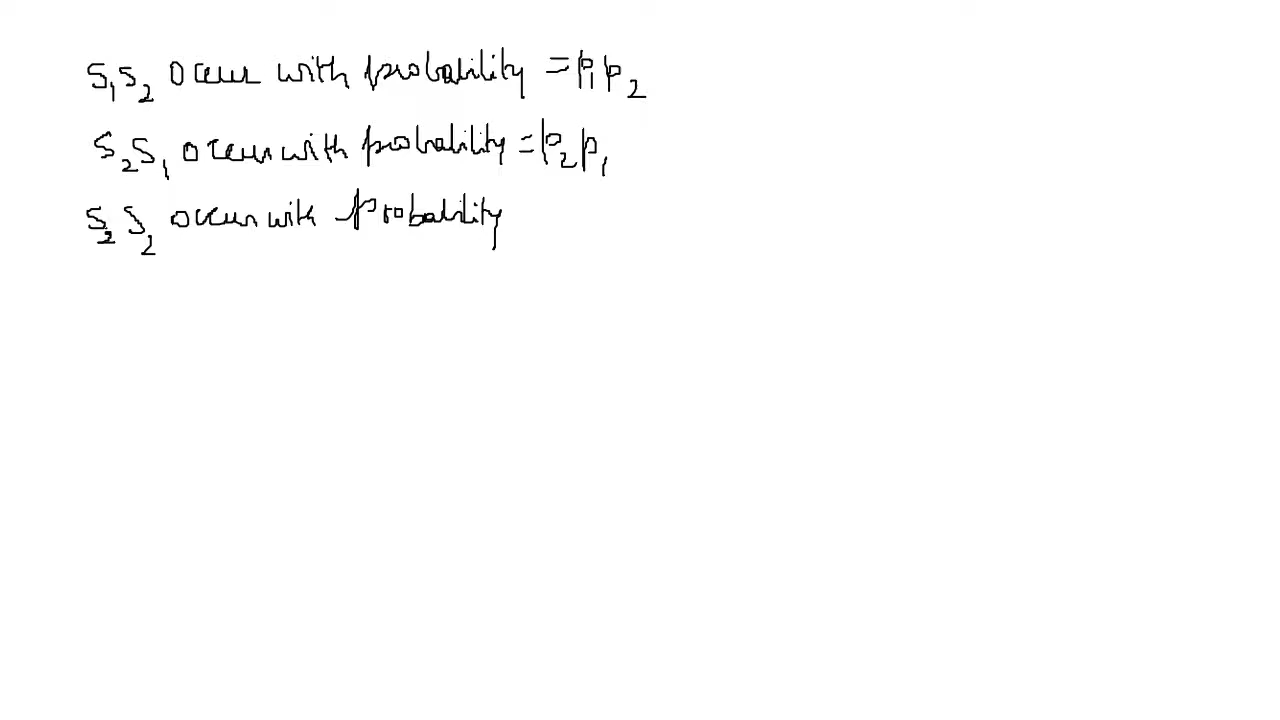 S₁S₂ occur with probability = p₁p₂
S₂S₁ occur with probability = p₂p₁
S₂S₂ occur with probability